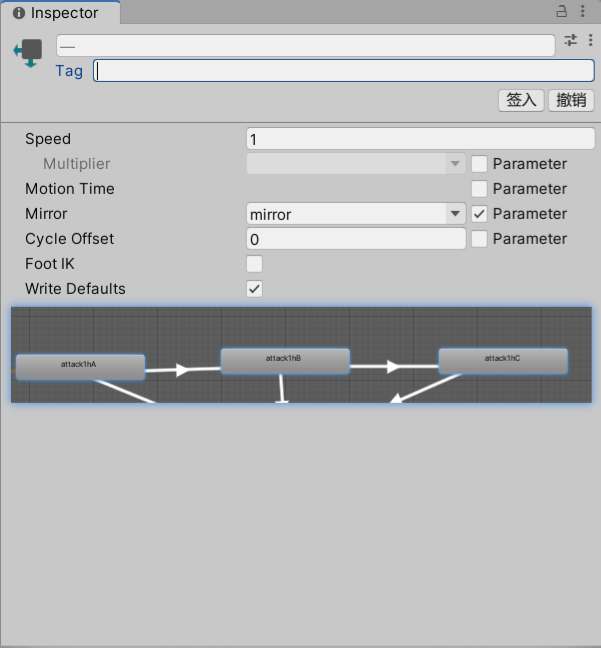 Inspector
—
Tag
签入 撤销
Speed 1
Multiplier Parameter
Motion Time Parameter
Mirror mirror Parameter
Cycle Offset 0 Parameter
Foot IK
Write Defaults
attack1hA attack1hB attack1hC